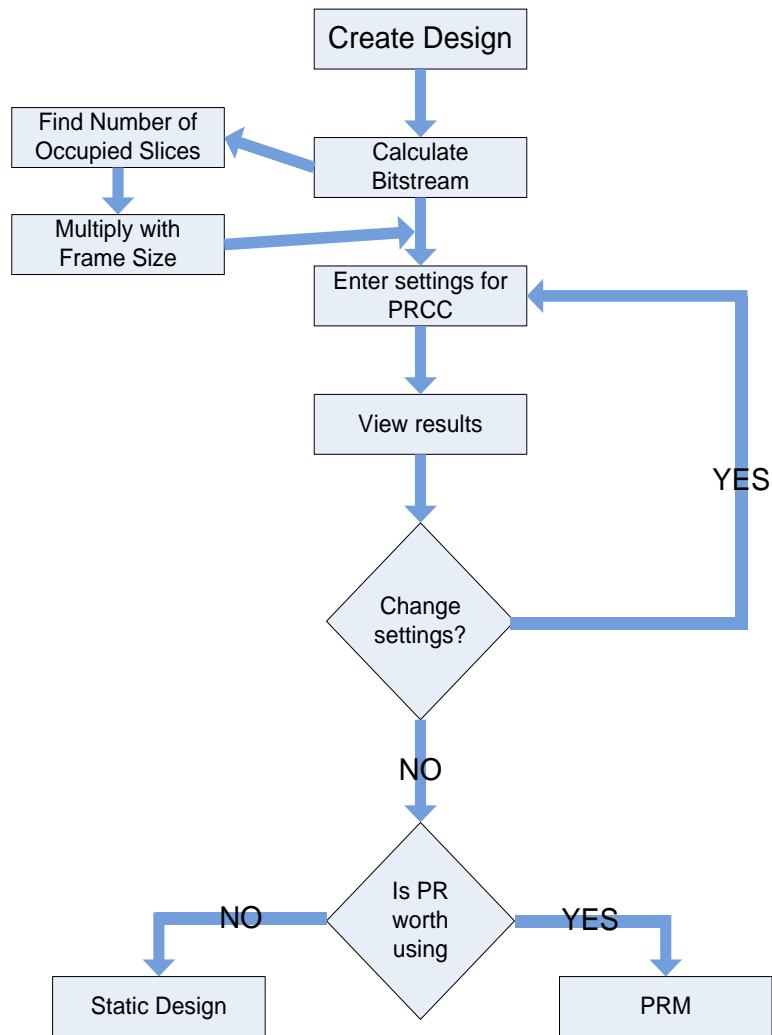 Create Design
Find Number of
Occupied Slices
Calculate
Bitstream
Multiply with
Frame Size
Enter settings for
PRCC
View results
YES
Change
settings?
NO
Is PR
worth
using
NO
YES
Static Design
PRM